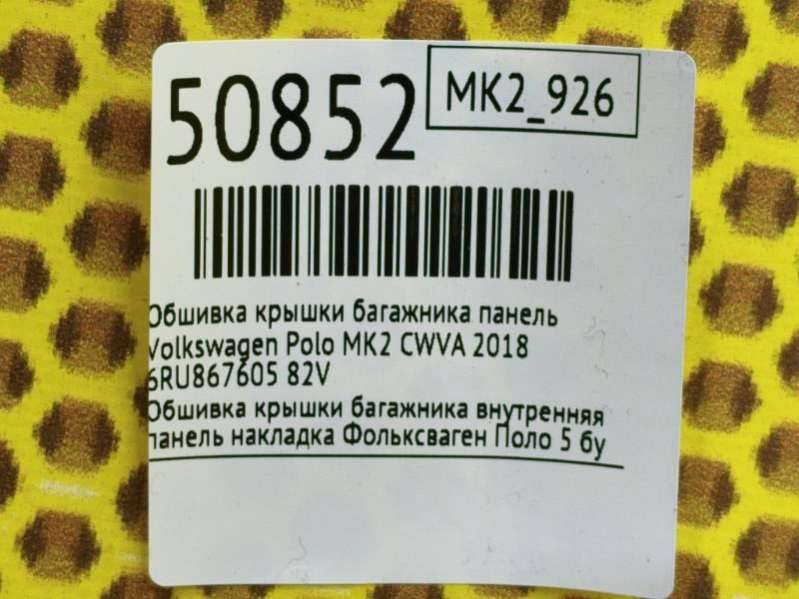 50852 МК2_926
Обшивка крышки багажника панель
Volkswagen Polo MK2 CWVA 2018
6RU867605 82V
Обшивка крышки багажника внутренняя
панель накладка Фольксваген Поло 5 бу